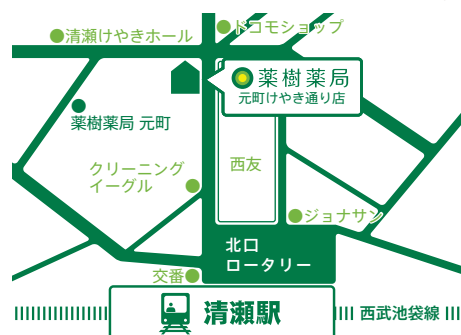 ドコモショップ
清瀬けやきホール
薬樹薬局
元町けやき通り店
薬樹薬局 元町
クリーニング
イーグル
西友
ジョナサン
北口
ロータリー
交番
清瀬駅
西武池袋線